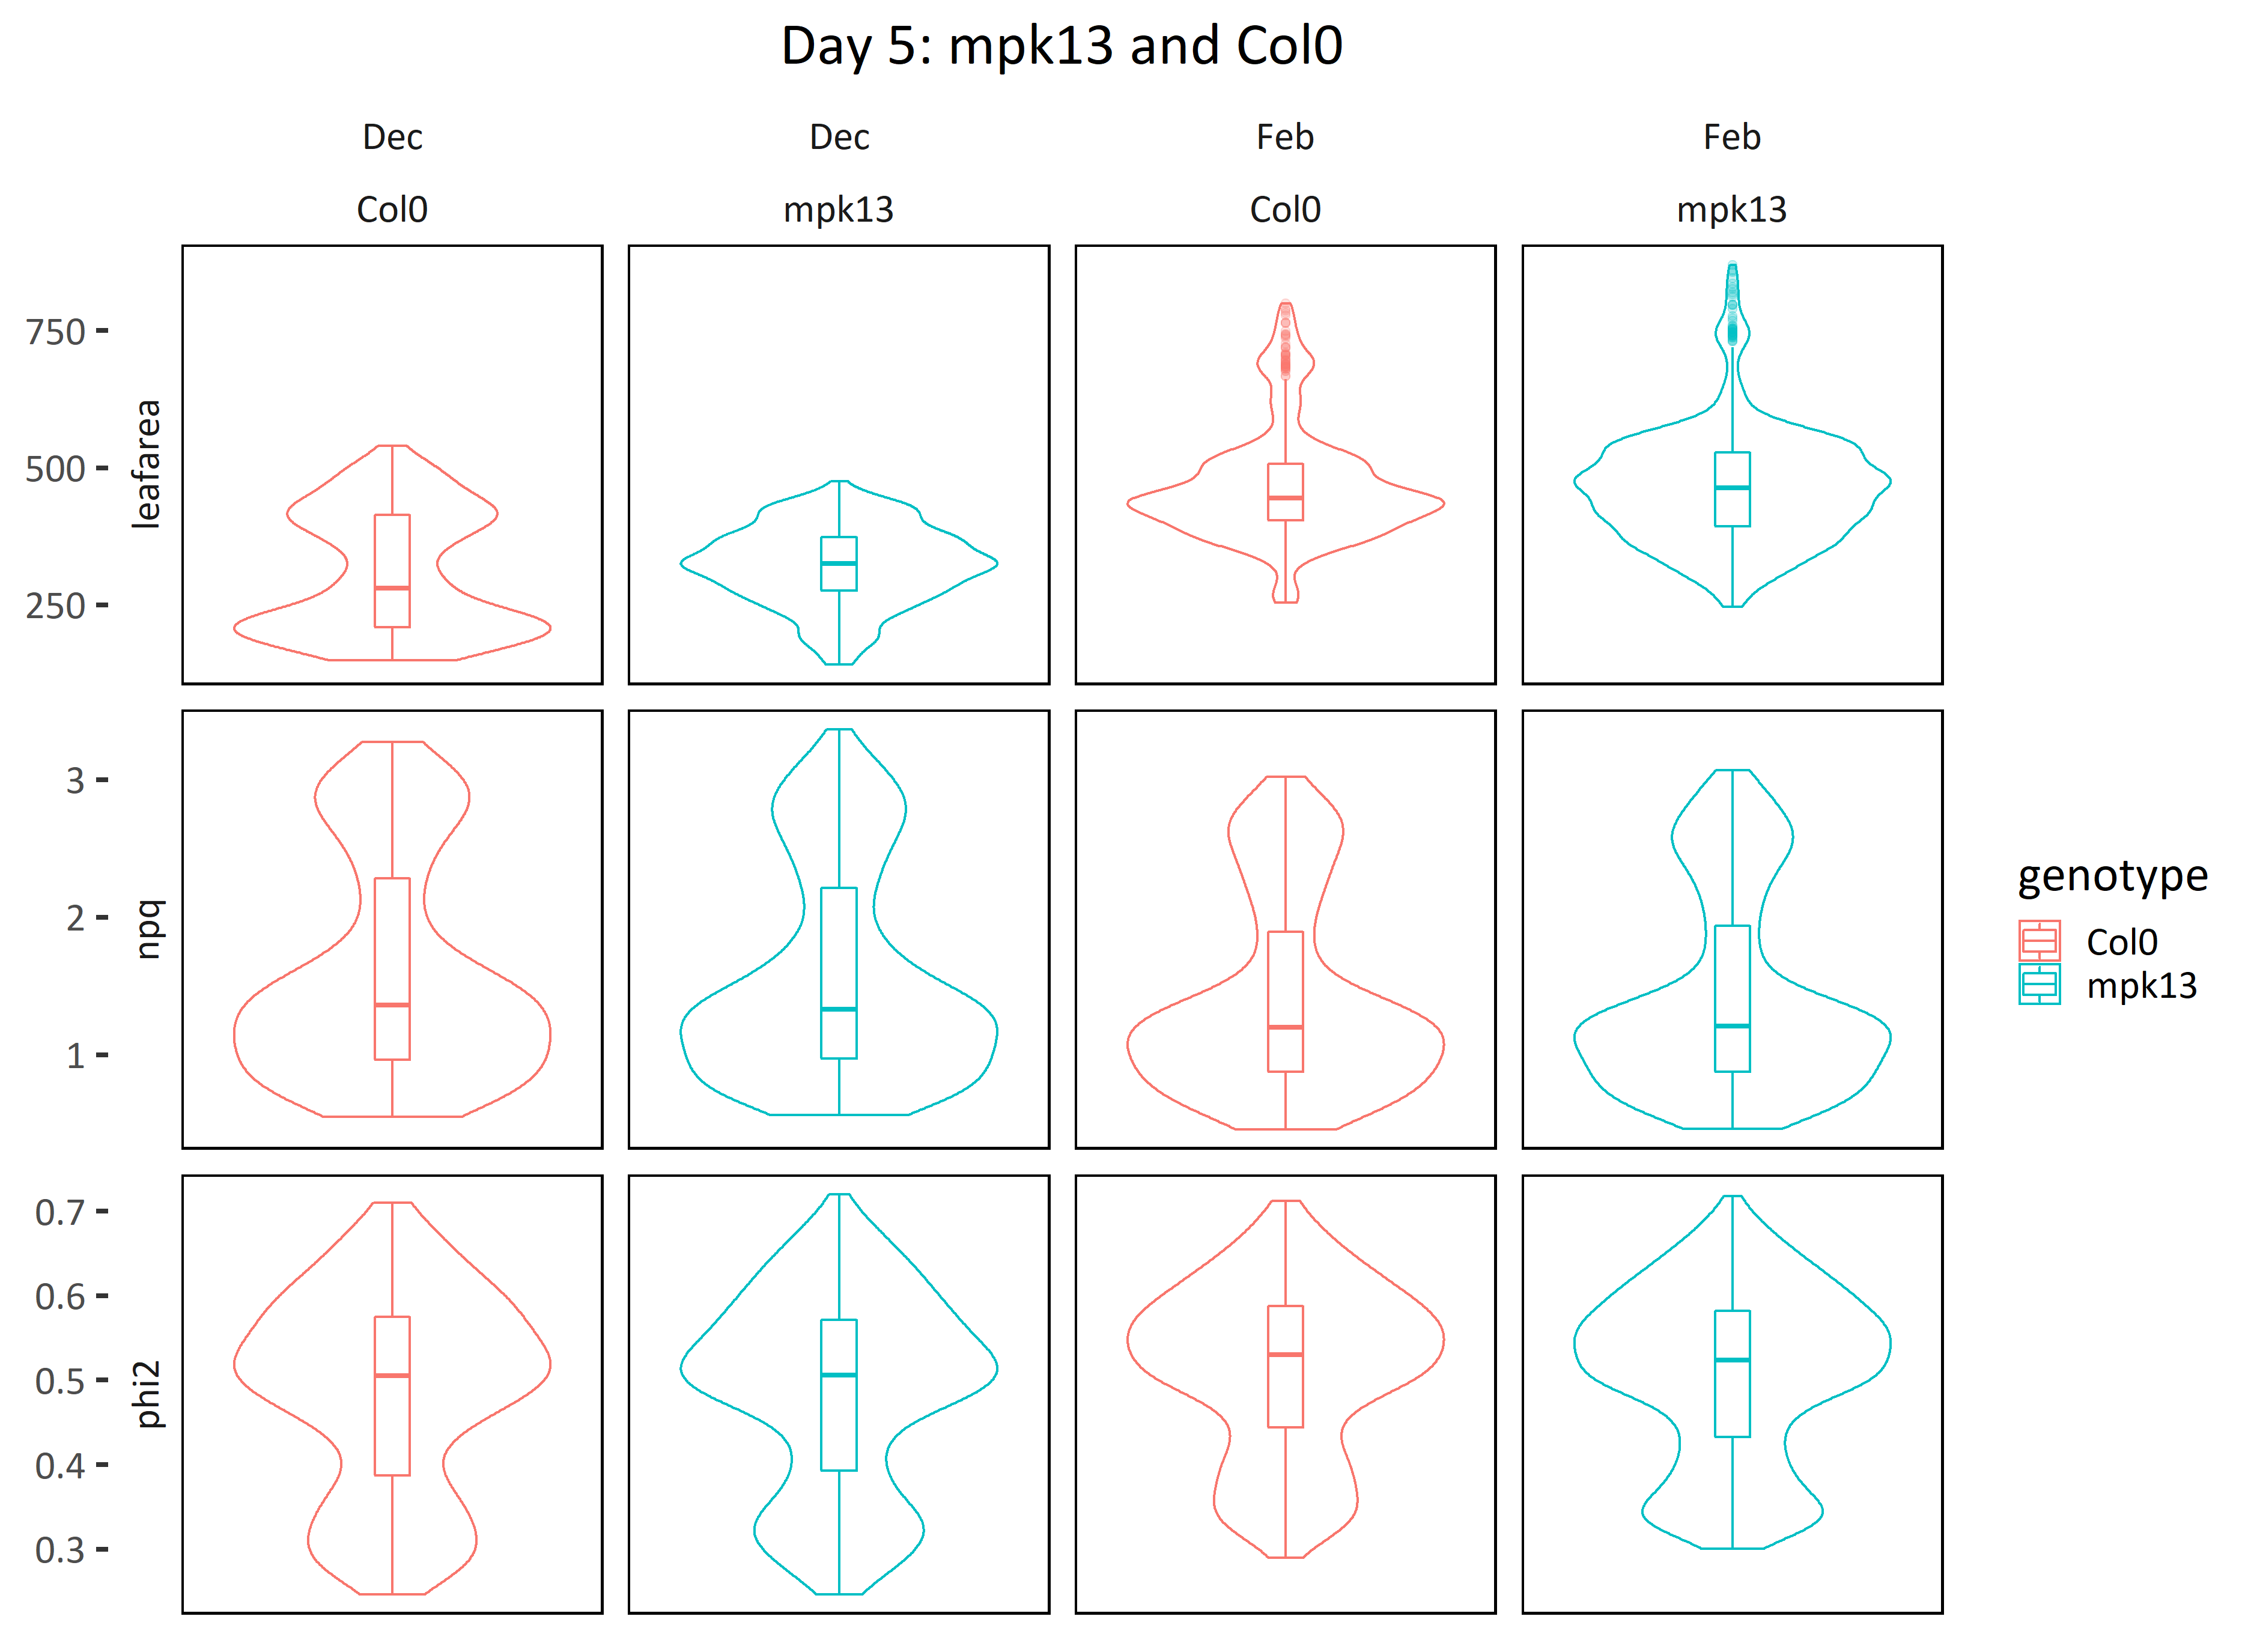 Day 5: mpk13 and Col0
Dec Dec Feb Feb
Col0 mpk13 Col0 mpk13
750
500
250
leafarea
3
2
1
npq
0.7
0.6
0.5
0.4
0.3
phi2
genotype
Col0
mpk13